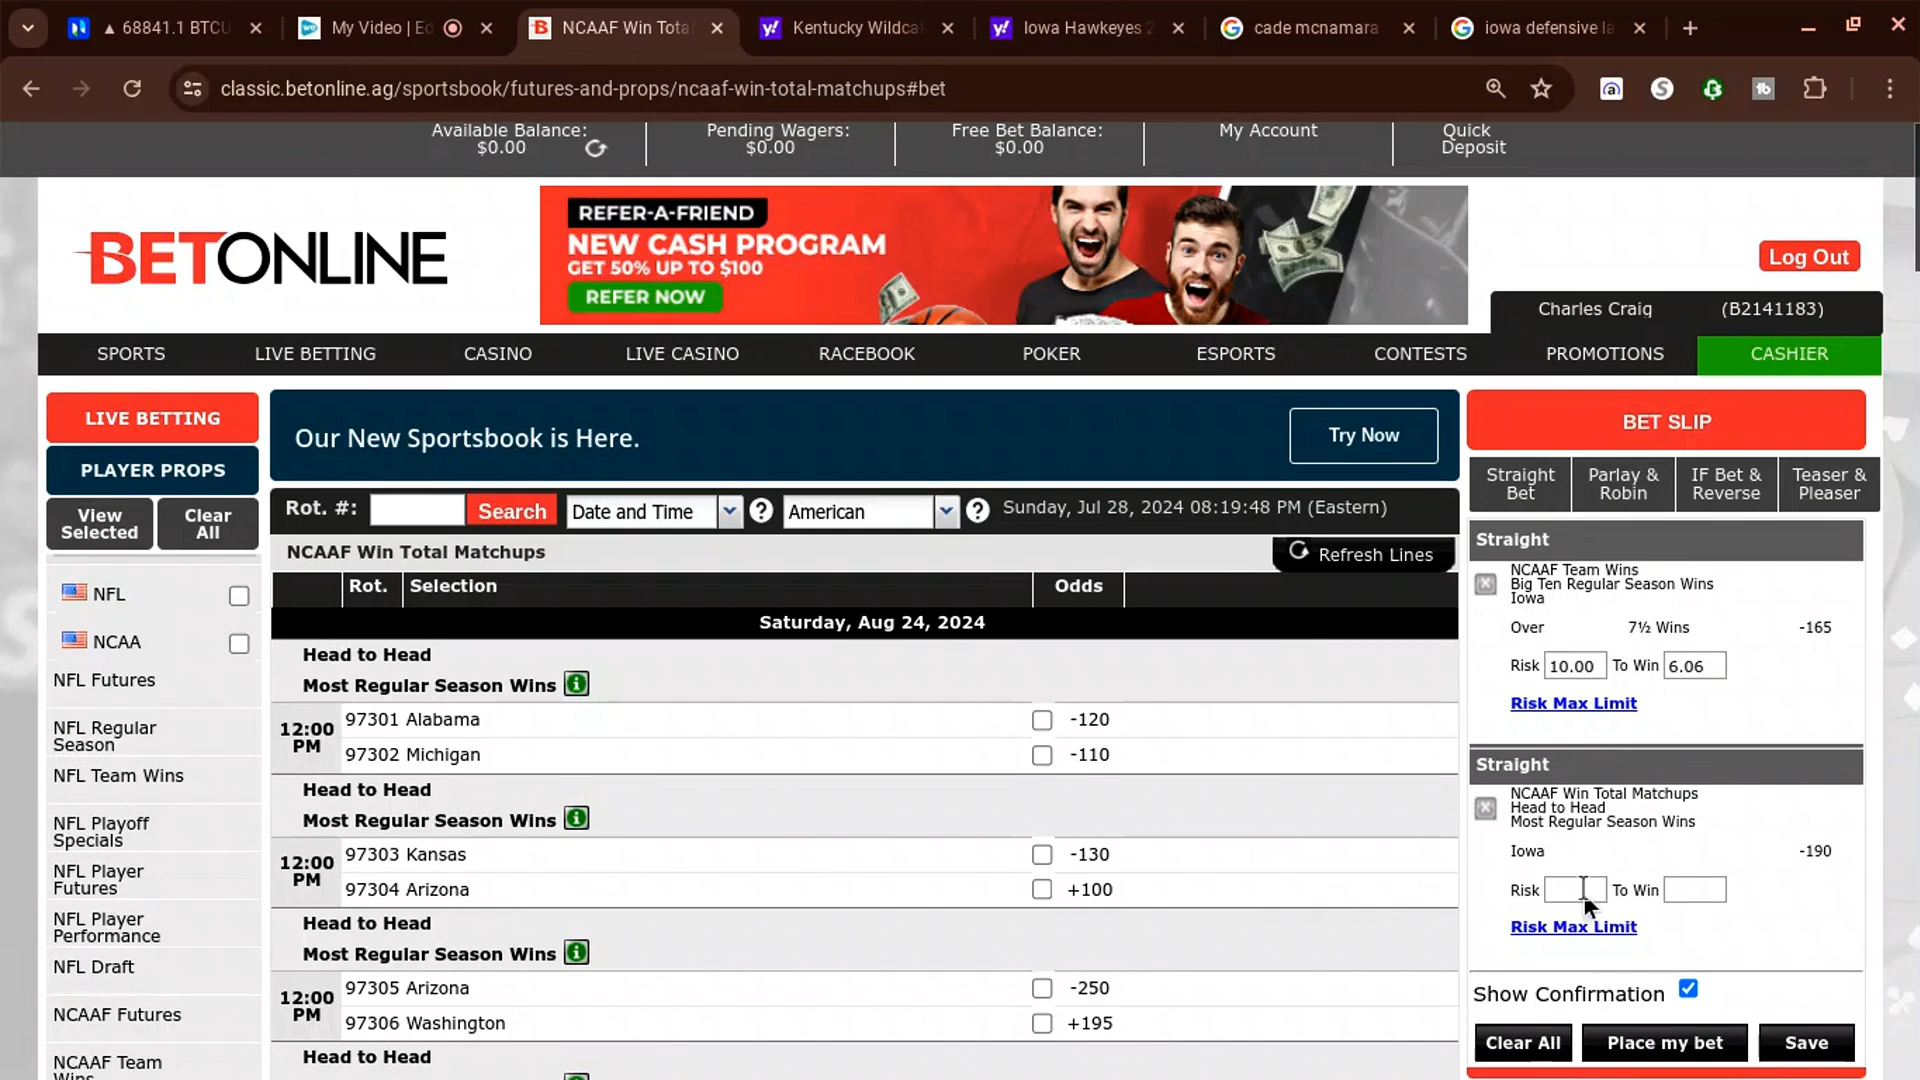 ▲ 68841.1 BTCU
My Video | Ed
NCAAF Win Tota
Kentucky Wildca
Iowa Hawkeyes 2
cade mcnamara
iowa defensive la
classic.betonline.ag/sportsbook/futures-and-props/ncaaf-win-total-matchups#bet
Available Balance:
$0.00
Pending Wagers:
$0.00
Free Bet Balance:
$0.00
My Account
Quick
Deposit
BETONLINE
REFER-A-FRIEND
NEW CASH PROGRAM
GET 50% UP TO $100
REFER NOW
Log Out
Charles Craig (B2141183)
SPORTS LIVE BETTING CASINO LIVE CASINO RACEBOOK POKER ESPORTS CONTESTS PROMOTIONS CASHIER
LIVE BETTING
PLAYER PROPS
View
Selected
Clear
All
NFL
NCAA
NFL Futures
NFL Regular
Season
NFL Team Wins
NFL Playoff
Specials
NFL Player
Futures
NFL Player
Performance
NFL Draft
NCAAF Futures
NCAAF Team
Wins
Our New Sportsbook is Here.
Try Now
Rot. #: Search Date and Time ? American ? Sunday, Jul 28, 2024 08:19:48 PM (Eastern)
NCAAF Win Total Matchups
Refresh Lines
Rot. Selection Odds
Saturday, Aug 24, 2024
Head to Head
Most Regular Season Wins i
12:00
PM
97301 Alabama -120
97302 Michigan -110
Head to Head
Most Regular Season Wins i
12:00
PM
97303 Kansas -130
97304 Arizona +100
Head to Head
Most Regular Season Wins i
12:00
PM
97305 Arizona -250
97306 Washington +195
Head to Head
BET SLIP
Straight
Bet
Parlay &
Robin
IF Bet &
Reverse
Teaser &
Pleaser
Straight
NCAAF Team Wins
Big Ten Regular Season Wins
Iowa
Over 7½ Wins -165
Risk 10.00 To Win 6.06
Risk Max Limit
Straight
NCAAF Win Total Matchups
Head to Head
Most Regular Season Wins
Iowa -190
Risk To Win
Risk Max Limit
Show Confirmation
Clear All Place my bet Save